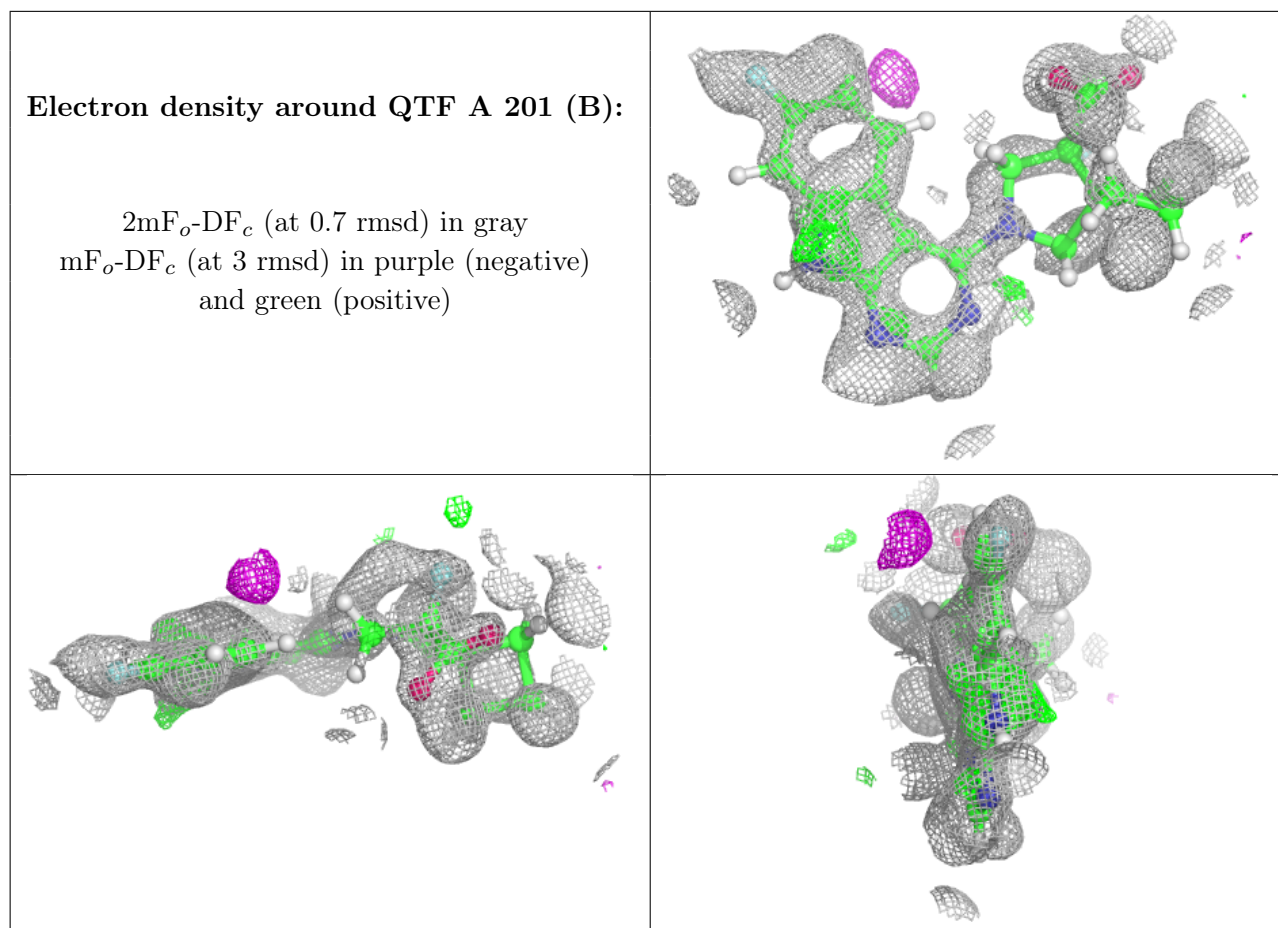 Electron density around QTF A 201 (B):
2mFo-DFc (at 0.7 rmsd) in gray
mFo-DFc (at 3 rmsd) in purple (negative)
and green (positive)